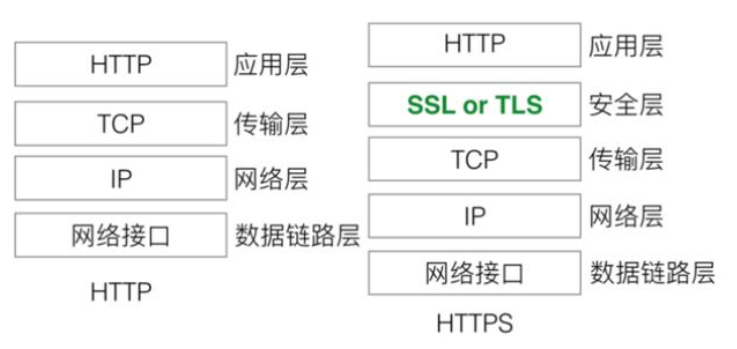 HTTP 应用层
TCP 传输层
IP 网络层
网络接口 数据链路层
HTTP
HTTP 应用层
SSL or TLS 安全层
TCP 传输层
IP 网络层
网络接口 数据链路层
HTTPS